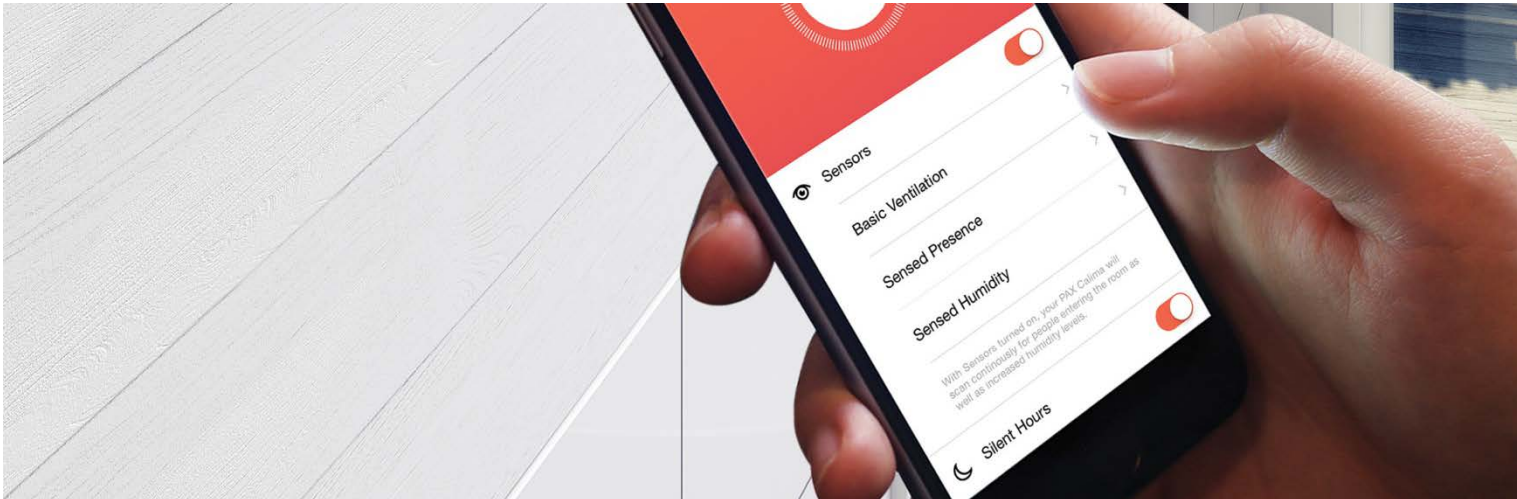 Sensors
Basic Ventilation
Sensed Presence
Sensed Humidity
With Sensors turned on, your PAX Calima will
scan continously for people entering the room as
well as increased humidity levels.
Silent Hours